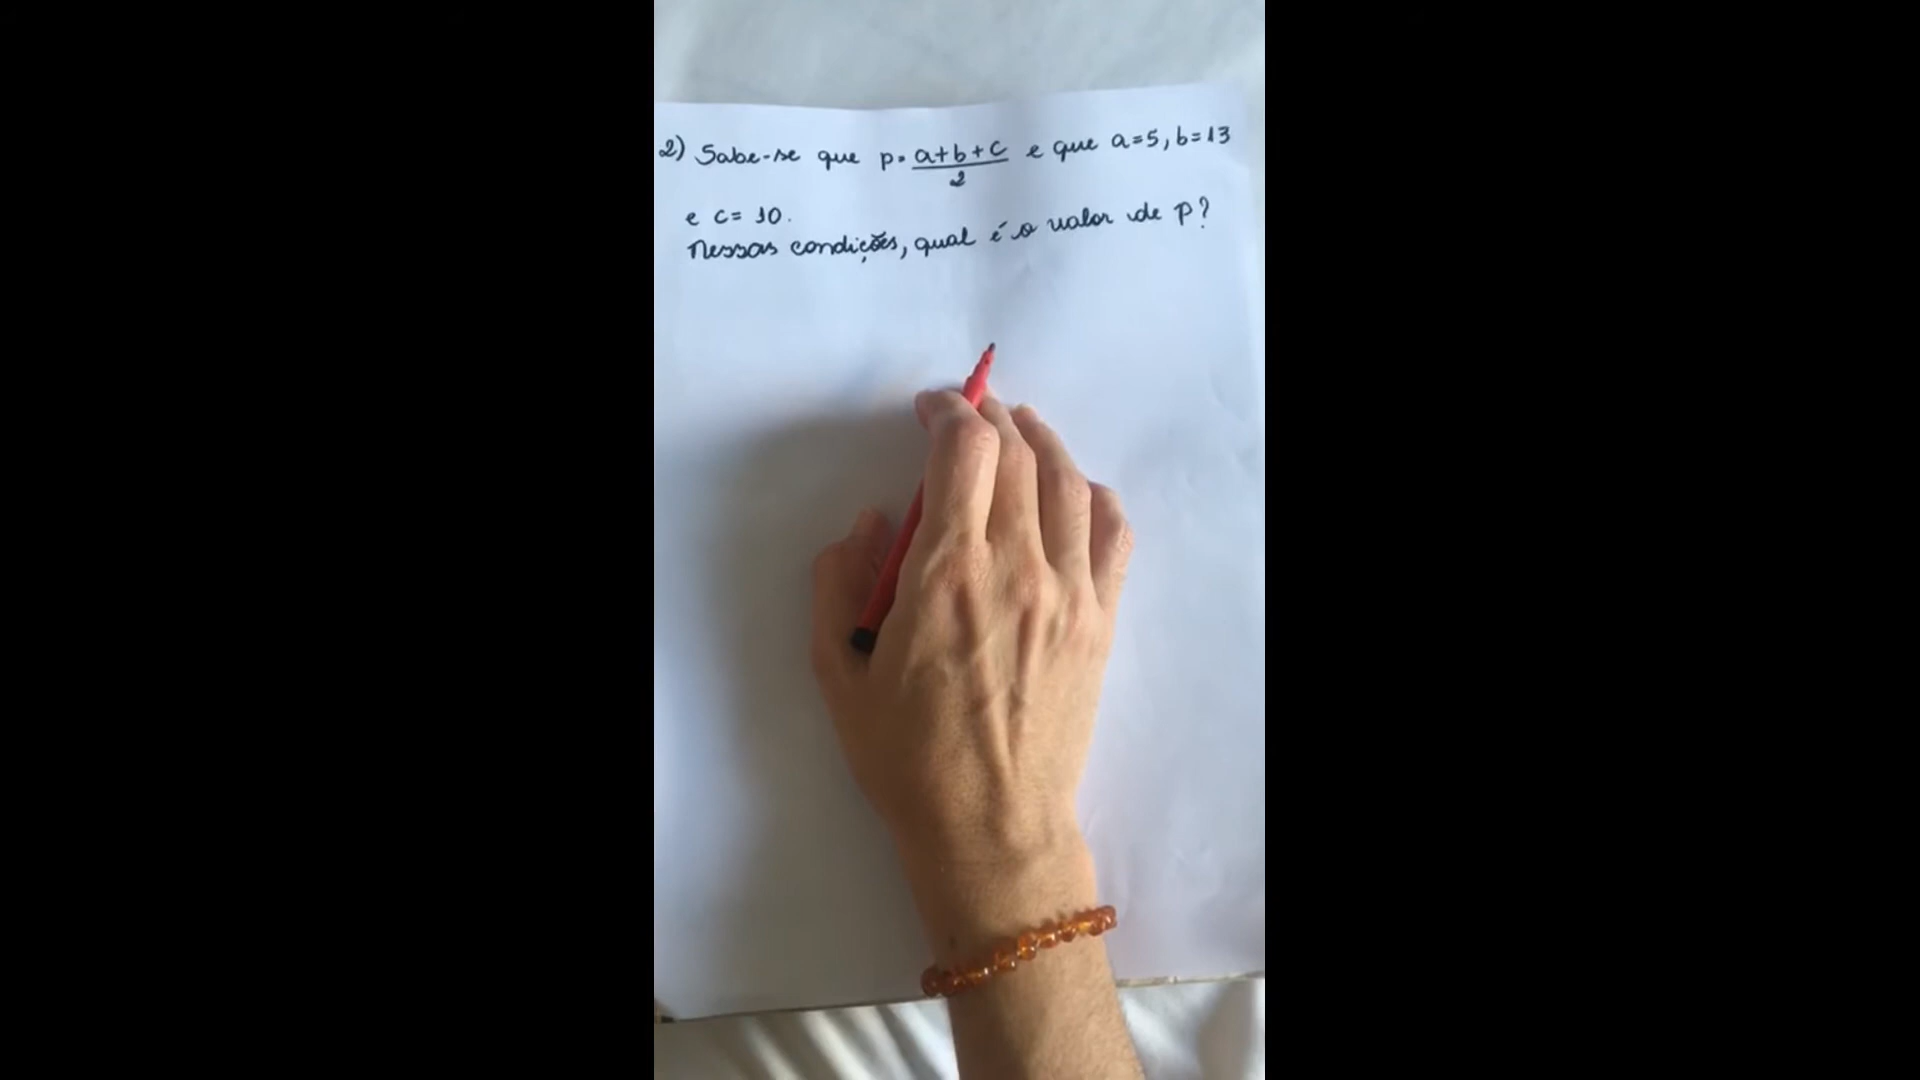 2) Sabe-se que p = a+b+c/2 e que a=5, b=13
e c= 10.
Nessas condições, qual é o valor de p?